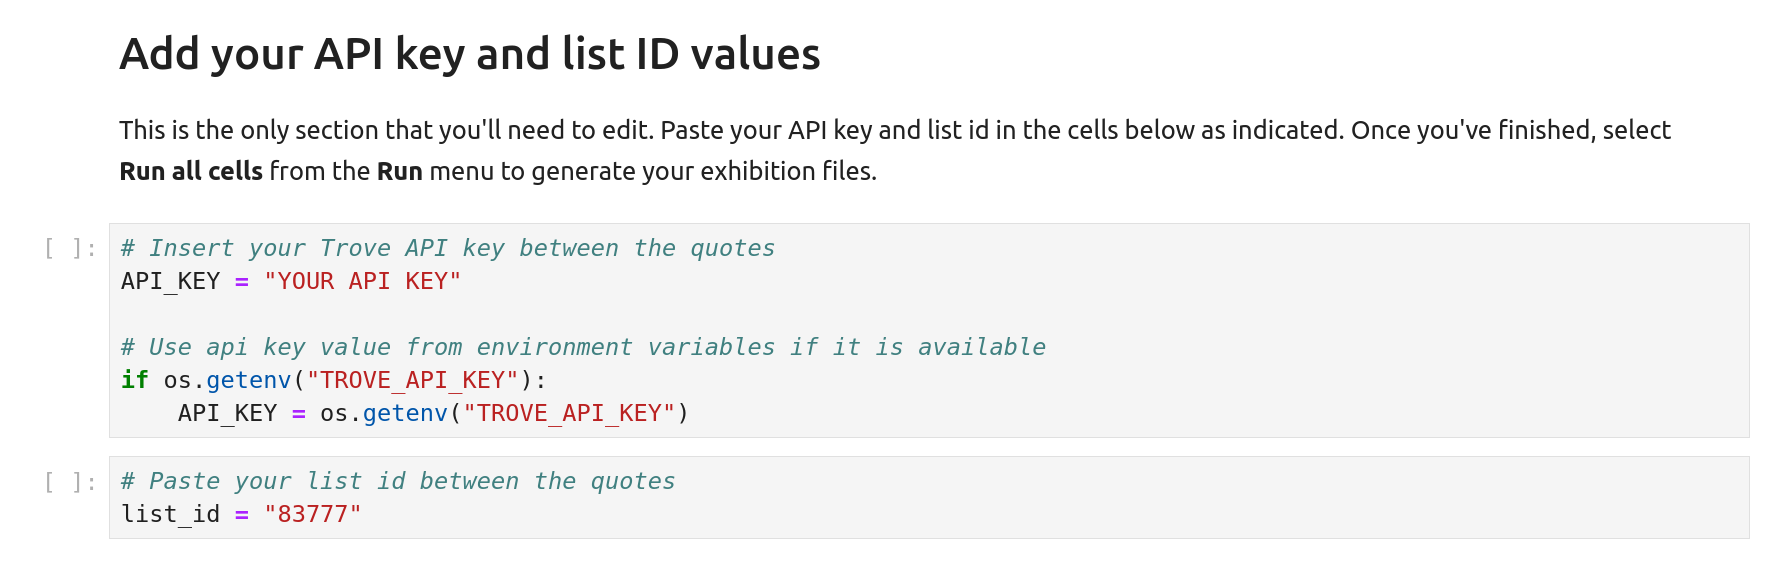 Add your API key and list ID values
This is the only section that you'll need to edit. Paste your API key and list id in the cells below as indicated. Once you've finished, select
Run all cells from the Run menu to generate your exhibition files.
[ ]:
# Insert your Trove API key between the quotes
API_KEY = "YOUR API KEY"
# Use api key value from environment variables if it is available
if os.getenv("TROVE_API_KEY"):
    API_KEY = os.getenv("TROVE_API_KEY")
[ ]:
# Paste your list id between the quotes
list_id = "83777"